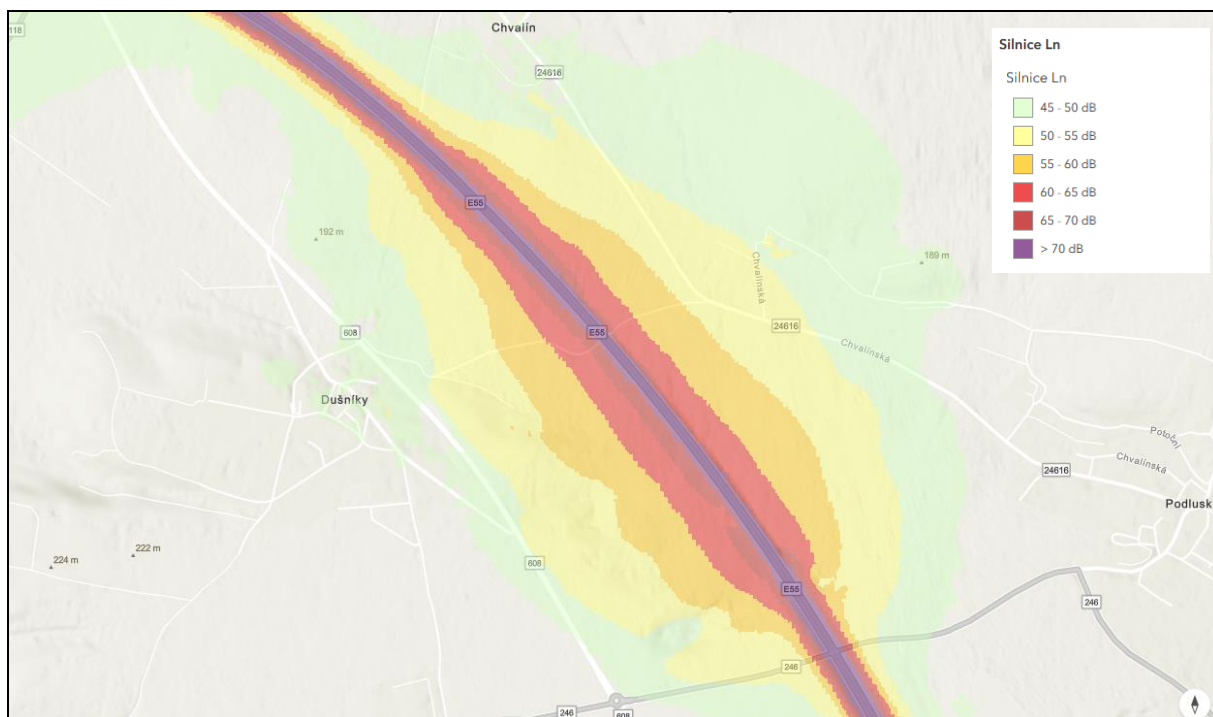 118
Chvalín
24616
Silnice Ln
Silnice Ln
45 - 50 dB
50 - 55 dB
55 - 60 dB
60 - 65 dB
65 - 70 dB
> 70 dB
E55
192 m
189 m
Chvalínská
608
E55
24616
Chvalínská
Dušníky
Potoční
Chvalínská
24616
Podlusk
224 m
222 m
608
E55
246
246
246
608